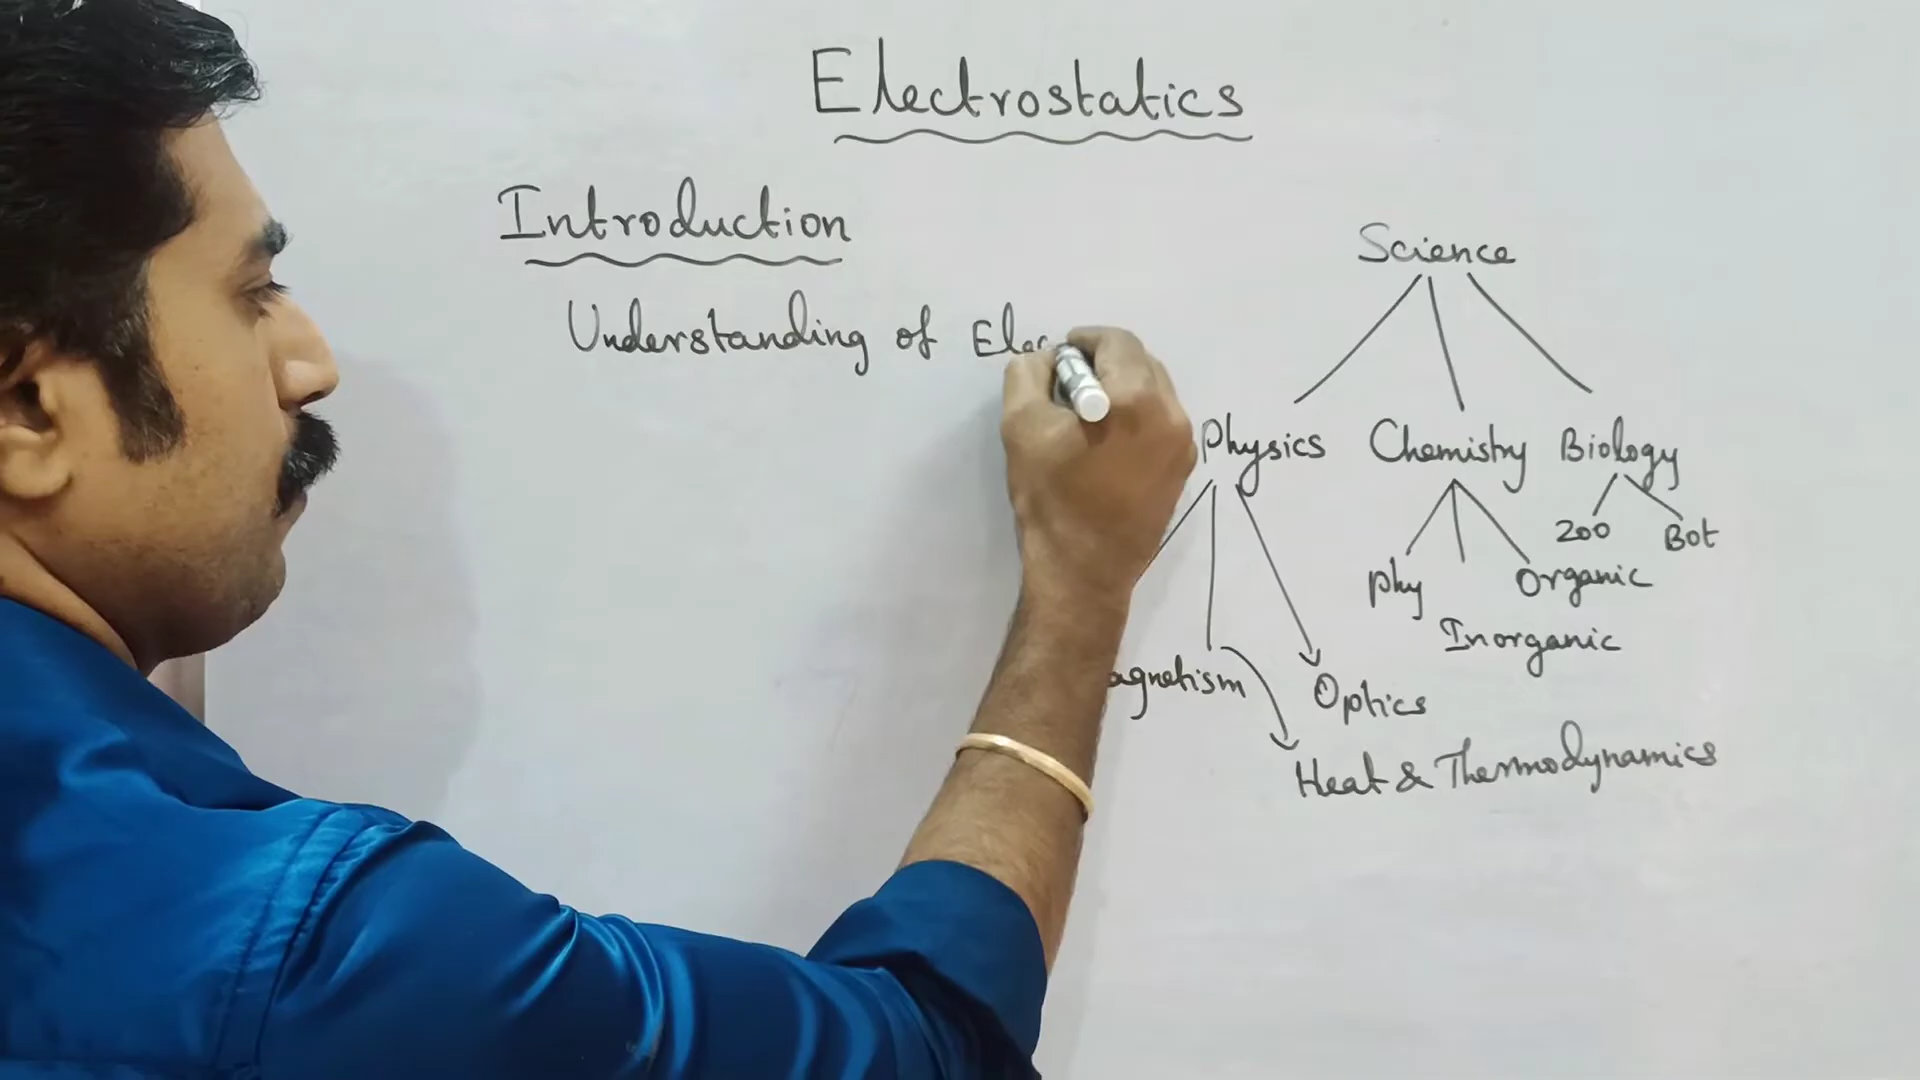 Electrostatics
Introduction
Science
Understanding of Elec
Physics Chemistry Biology
Zoo Bot
Phy Organic
Inorganic
agnetism Optics
Heat & Thermodynamics